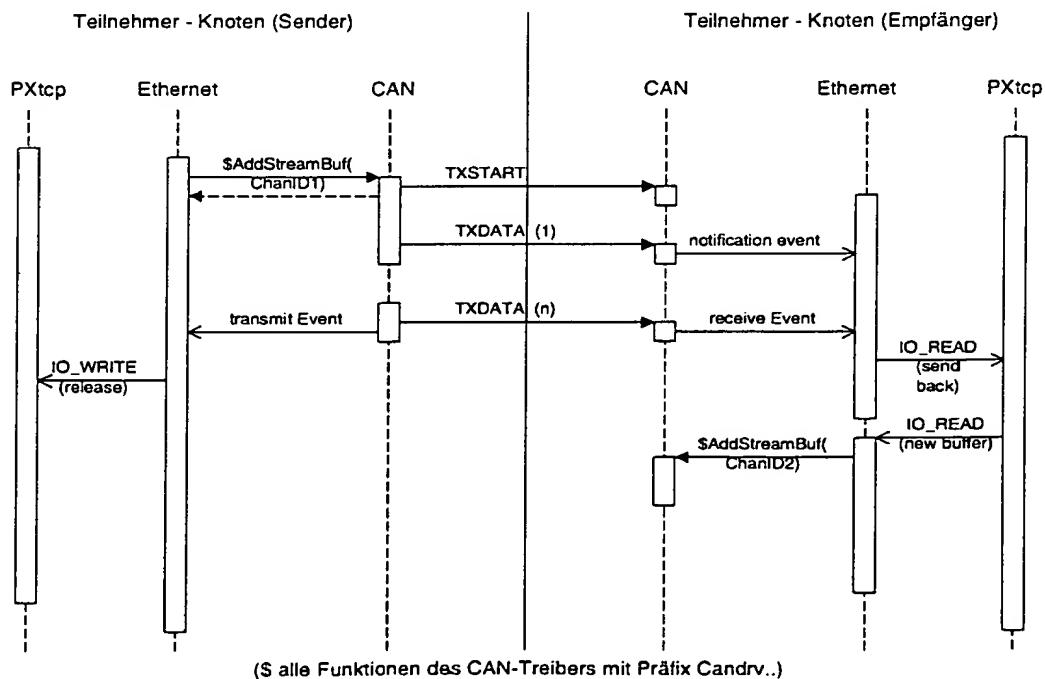 Teilnehmer - Knoten (Sender)
Teilnehmer - Knoten (Empfänger)
PXtcp
Ethernet
CAN
CAN
Ethernet
PXtcp
$AddStreamBuf(
ChanID1)
TXSTART
TXDATA (1)
notification event
transmit Event
TXDATA (n)
receive Event
IO_WRITE
(release)
IO_READ
(send
back)
IO_READ
(new buffer)
$AddStreamBuf(
ChanID2)
($ alle Funktionen des CAN-Treibers mit Präfix Candrv..)